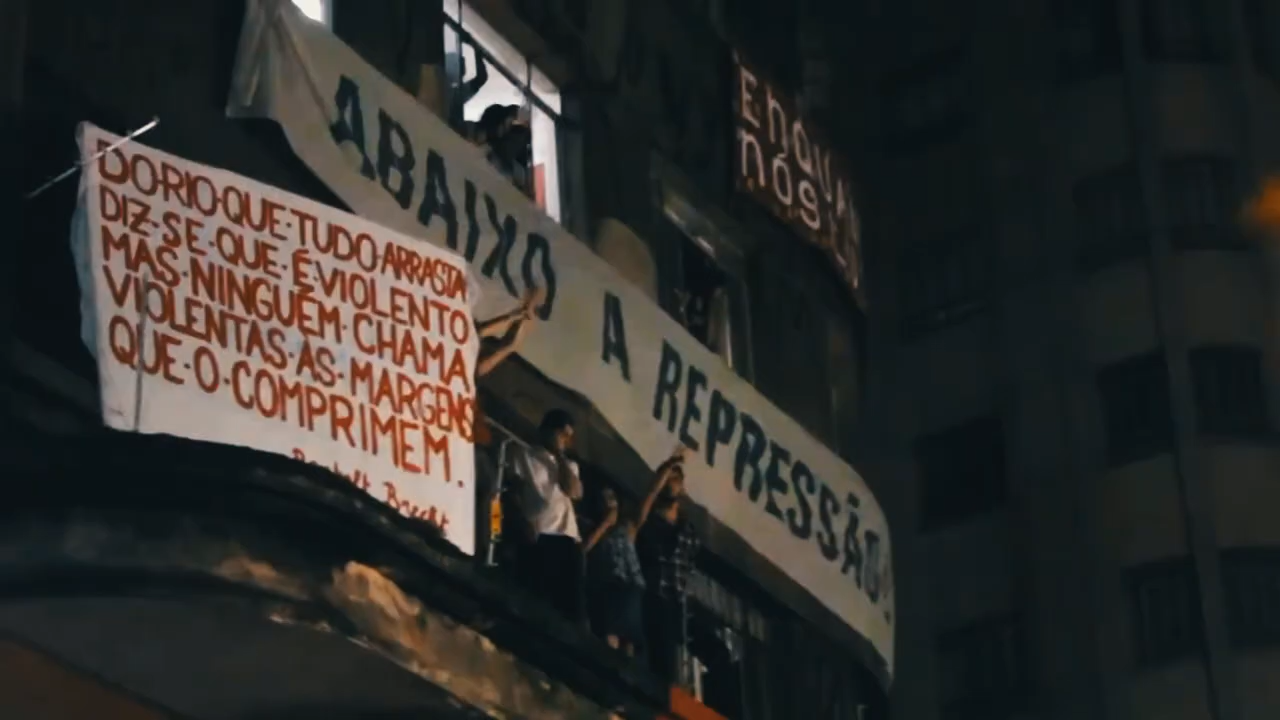 DO·RIO·QUE·TUDO·ARRASTA
DIZ·SE·QUE·É·VIOLENTO
MAS·NINGUÉM·CHAMA
VIOLENTAS·AS·MARGENS
QUE·O·COMPRIMEM.
Bertolt Brecht
ABAIXO A REPRESSÃO!
nós